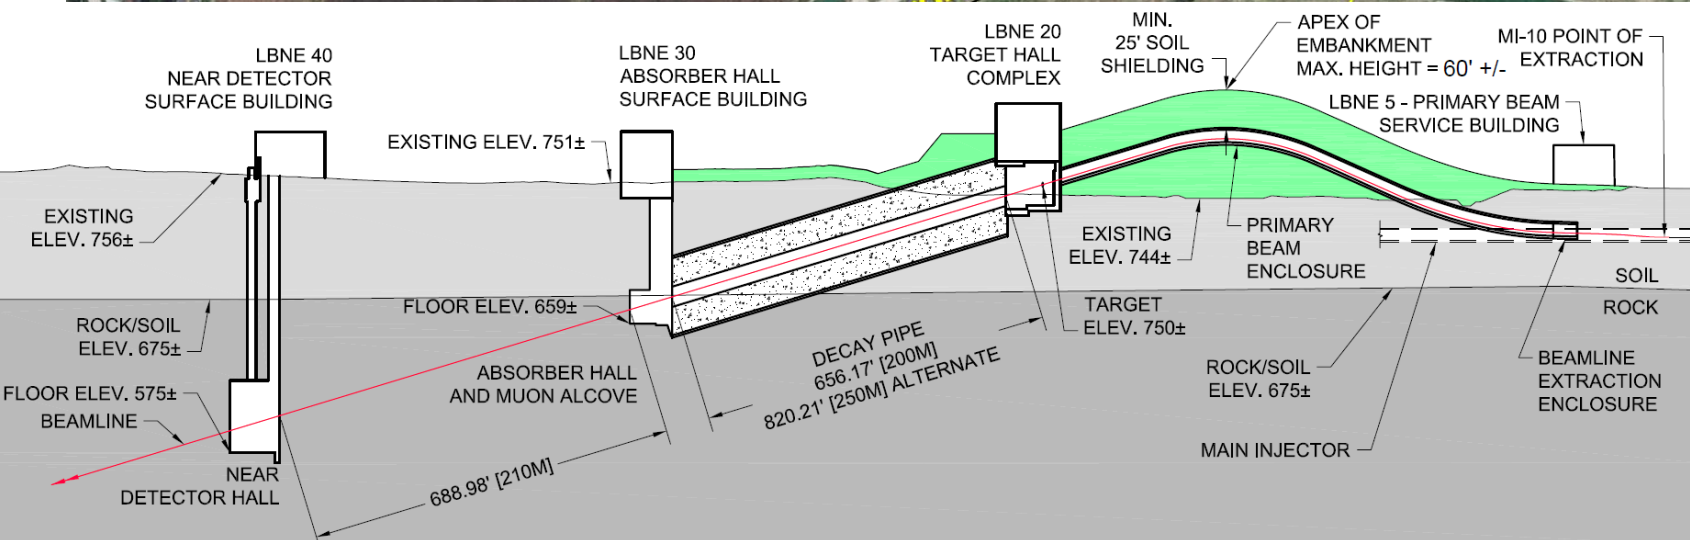 LBNE 40
NEAR DETECTOR
SURFACE BUILDING
LBNE 30
ABSORBER HALL
SURFACE BUILDING
LBNE 20
TARGET HALL
COMPLEX
MIN.
25' SOIL
SHIELDING
APEX OF
EMBANKMENT
MAX. HEIGHT = 60' +/-
MI-10 POINT OF
EXTRACTION
LBNE 5 - PRIMARY BEAM
SERVICE BUILDING
EXISTING ELEV. 751±
EXISTING
ELEV. 756±
EXISTING
ELEV. 744±
PRIMARY
BEAM
ENCLOSURE
SOIL
ROCK
FLOOR ELEV. 659±
TARGET
ELEV. 750±
ROCK/SOIL
ELEV. 675±
DECAY PIPE
656.17' [200M]
820.21' [250M] ALTERNATE
ROCK/SOIL
ELEV. 675±
BEAMLINE
EXTRACTION
ENCLOSURE
ABSORBER HALL
AND MUON ALCOVE
FLOOR ELEV. 575±
BEAMLINE
MAIN INJECTOR
NEAR
DETECTOR HALL
688.98' [210M]